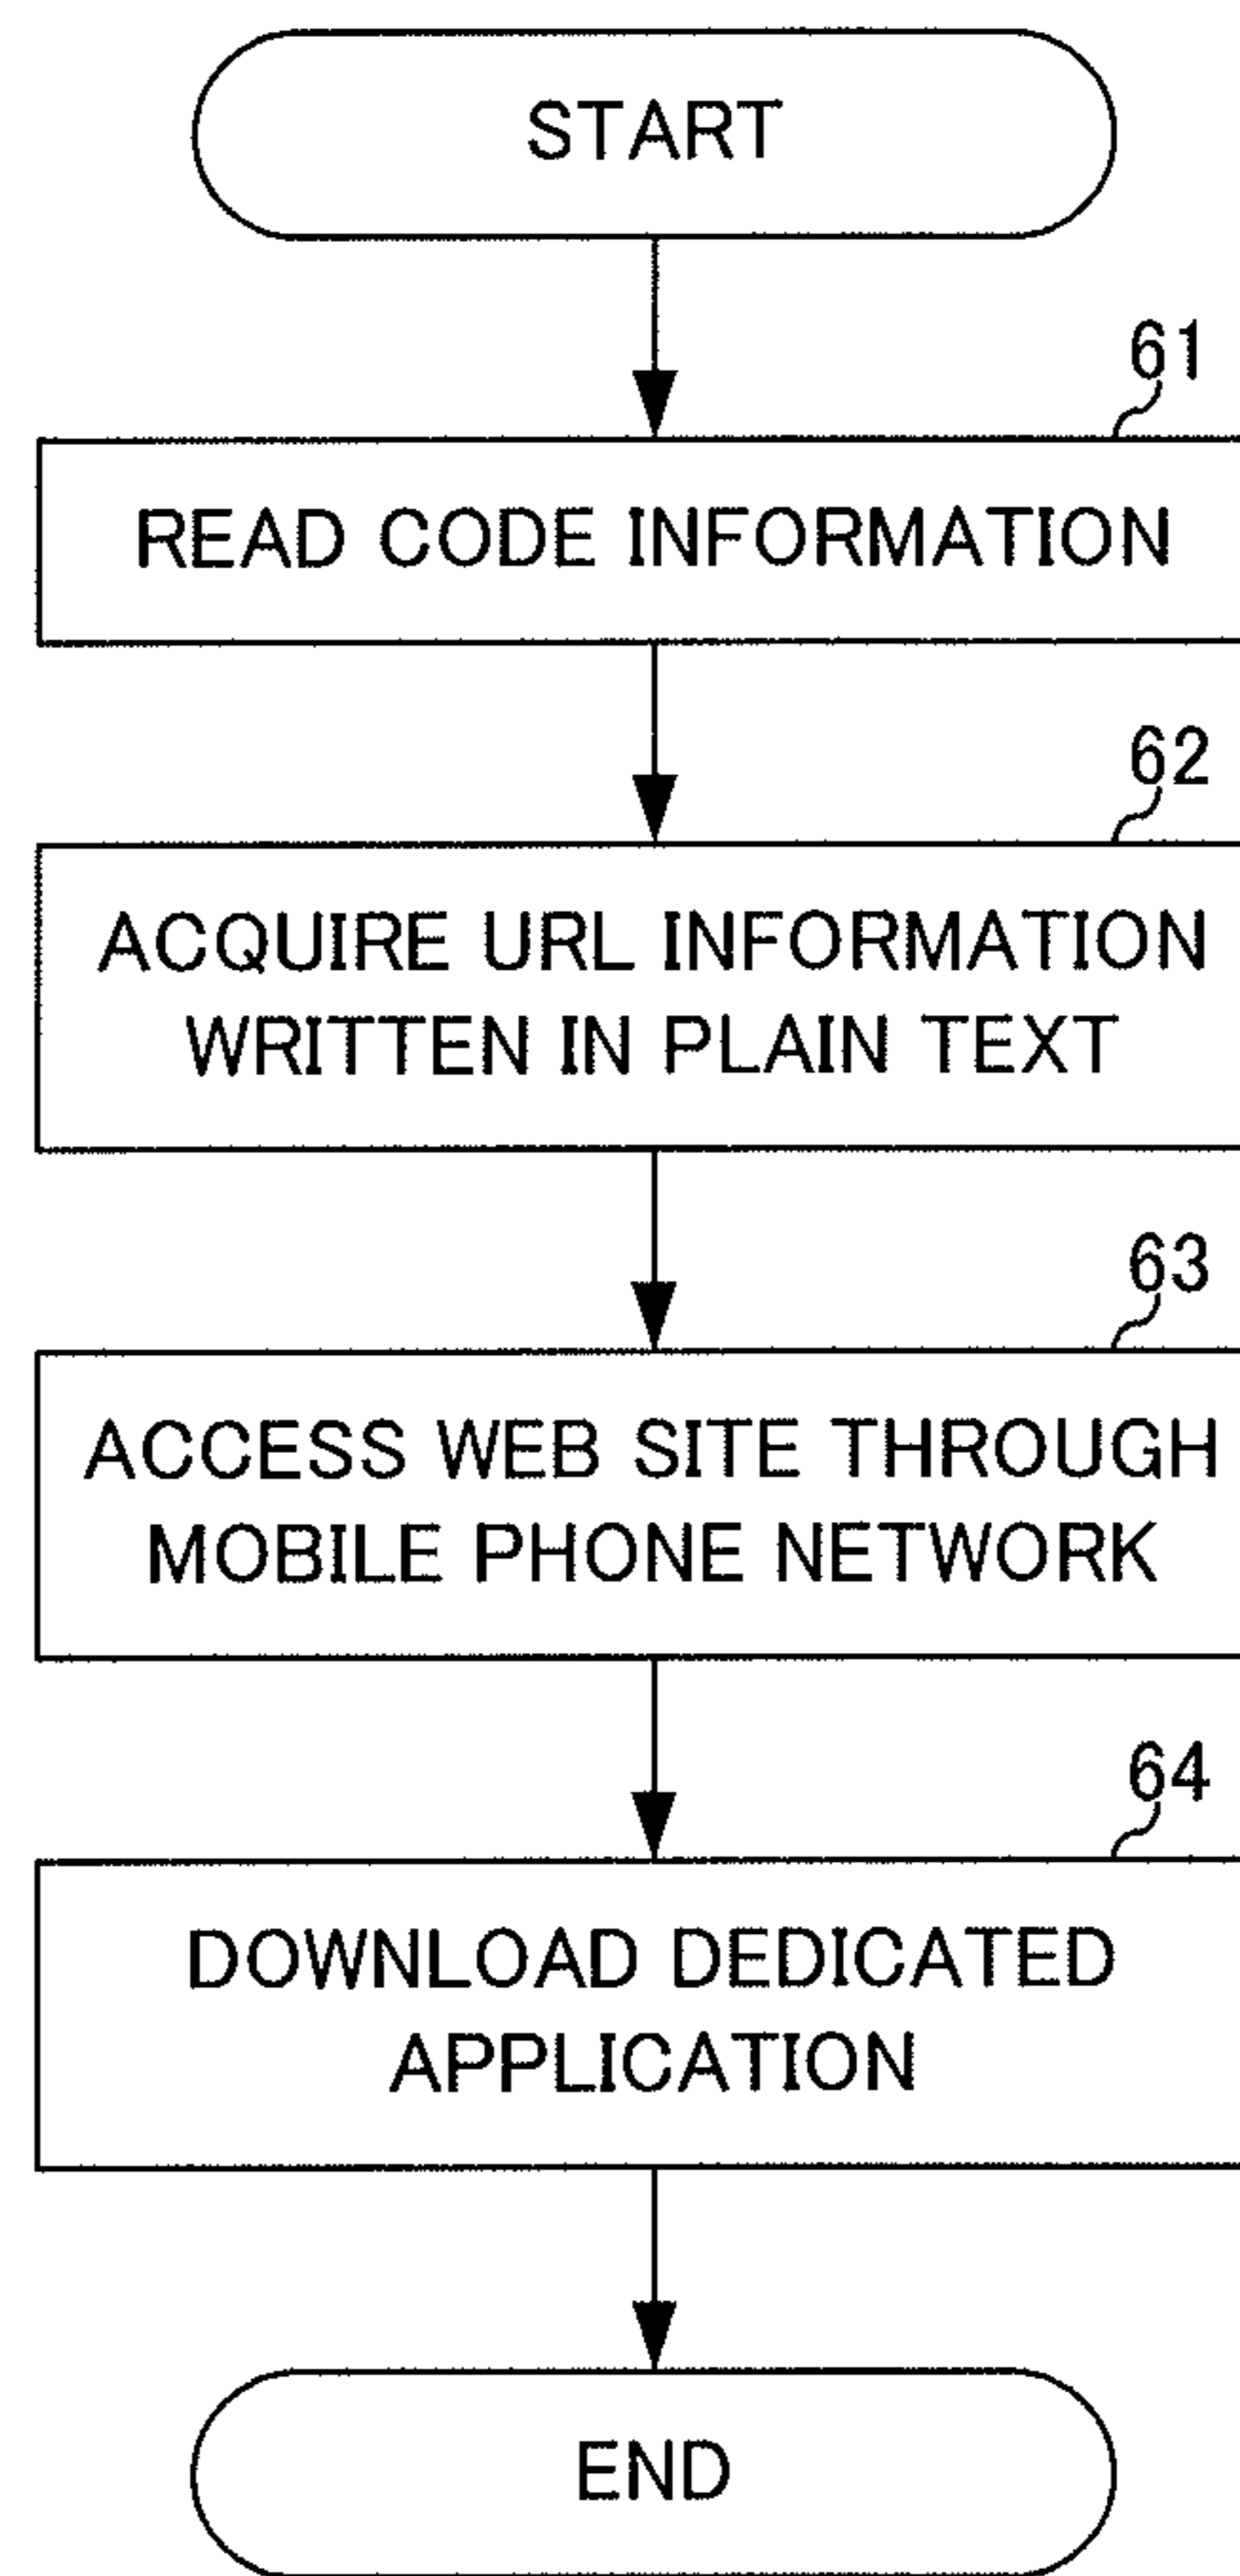 START
61
READ CODE INFORMATION
62
ACQUIRE URL INFORMATION
WRITTEN IN PLAIN TEXT
63
ACCESS WEB SITE THROUGH
MOBILE PHONE NETWORK
64
DOWNLOAD DEDICATED
APPLICATION
END